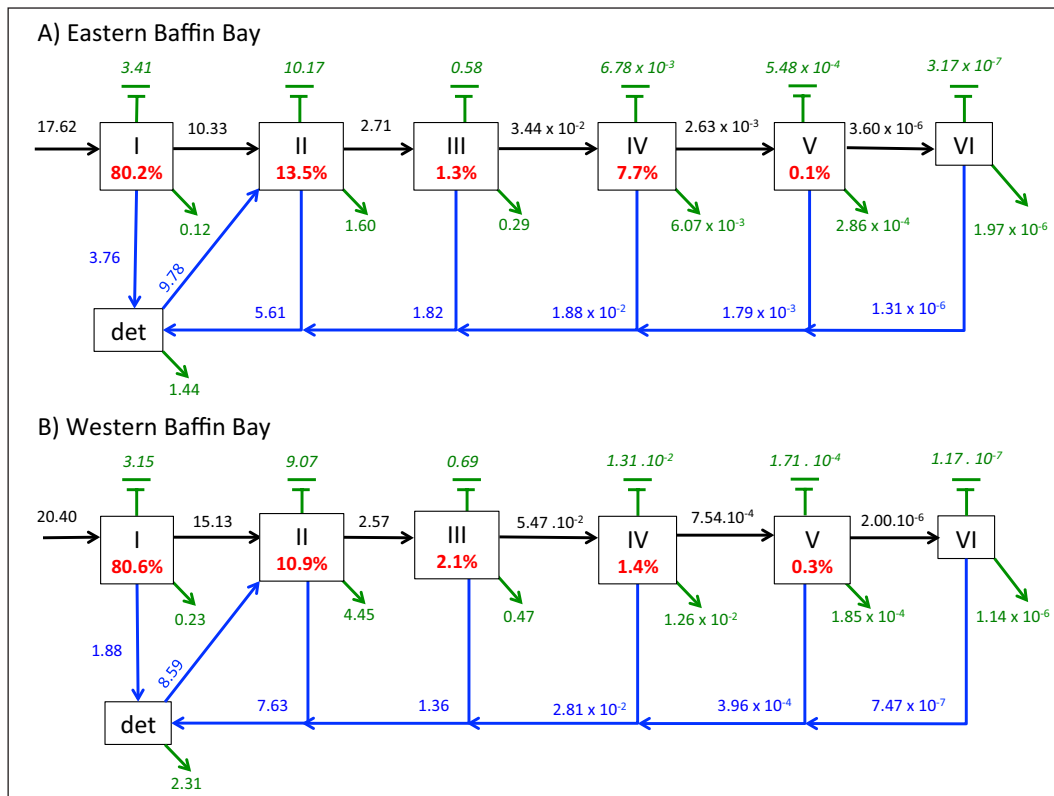 A) Eastern Baffin Bay
3.41 10.17 0.58 6.78 x 10⁻³ 5.48 x 10⁻⁴ 3.17 x 10⁻⁷
17.62 10.33 2.71 3.44 x 10⁻² 2.63 x 10⁻³ 3.60 x 10⁻⁶
I II III IV V VI
80.2% 13.5% 1.3% 7.7% 0.1%
0.12 1.60 0.29 6.07 x 10⁻³ 2.86 x 10⁻⁴ 1.97 x 10⁻⁶
3.76 9.78
5.61 1.82 1.88 x 10⁻² 1.79 x 10⁻³ 1.31 x 10⁻⁶
det
1.44
B) Western Baffin Bay
3.15 9.07 0.69 1.31 . 10⁻² 1.71 . 10⁻⁴ 1.17 . 10⁻⁷
20.40 15.13 2.57 5.47 .10⁻² 7.54.10⁻⁴ 2.00.10⁻⁶
I II III IV V VI
80.6% 10.9% 2.1% 1.4% 0.3%
0.23 4.45 0.47 1.26 x 10⁻² 1.85 x 10⁻⁴ 1.14 x 10⁻⁶
1.88 8.59
7.63 1.36 2.81 x 10⁻² 3.96 x 10⁻⁴ 7.47 x 10⁻⁷
det
2.31